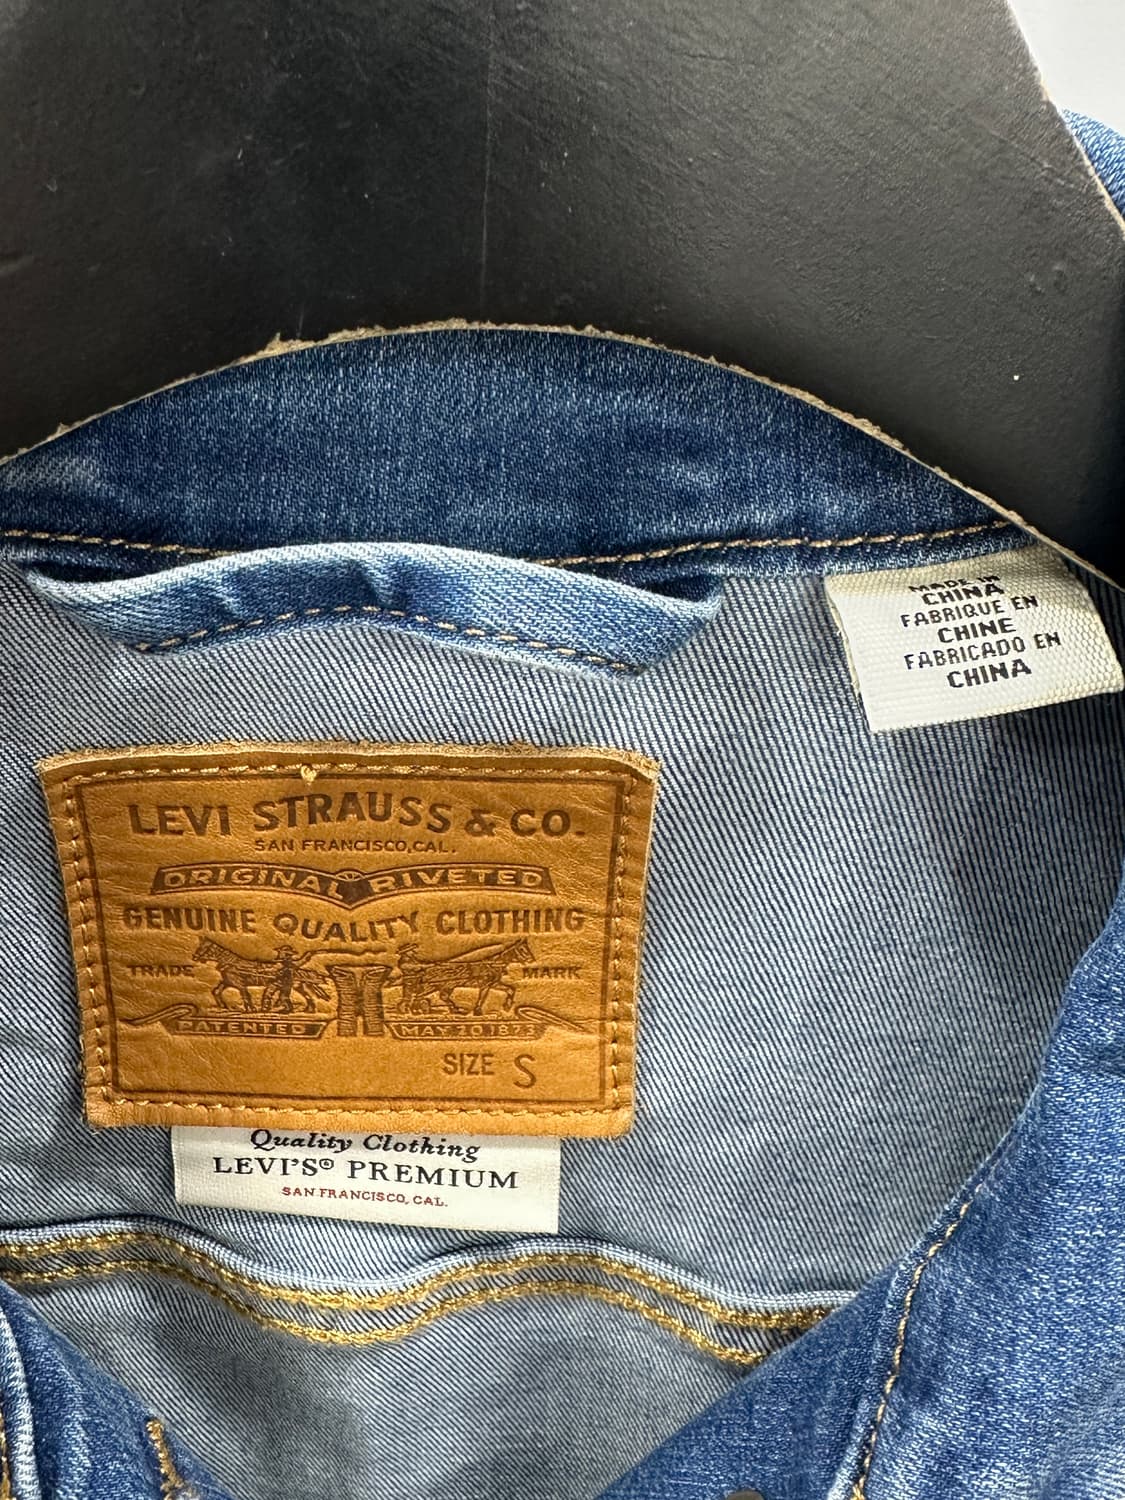 MADE IN
CHINA
FABRIQUE EN
CHINE
FABRICADO EN
CHINA
LEVI STRAUSS & CO.
SAN FRANCISCO, CAL.
ORIGINAL RIVETED
GENUINE QUALITY CLOTHING
TRADE MARK
PATENTED MAY 20 1873
SIZE S
Quality Clothing
LEVI'S® PREMIUM
SAN FRANCISCO, CAL.